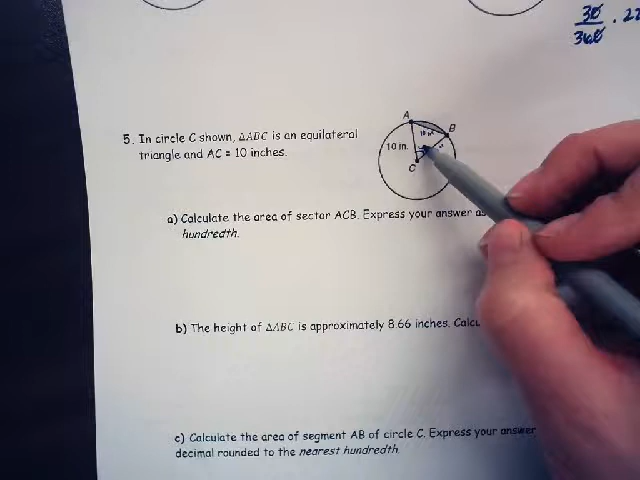 30
360 · 22
5. In circle C shown, ΔABC is an equilateral
triangle and AC = 10 inches.
A
B
10 in.
C
a) Calculate the area of sector ACB. Express your answer as
hundredth.
b) The height of ΔABC is approximately 8.66 inches. Calcu
c) Calculate the area of segment AB of circle C. Express your answer
decimal rounded to the nearest hundredth.